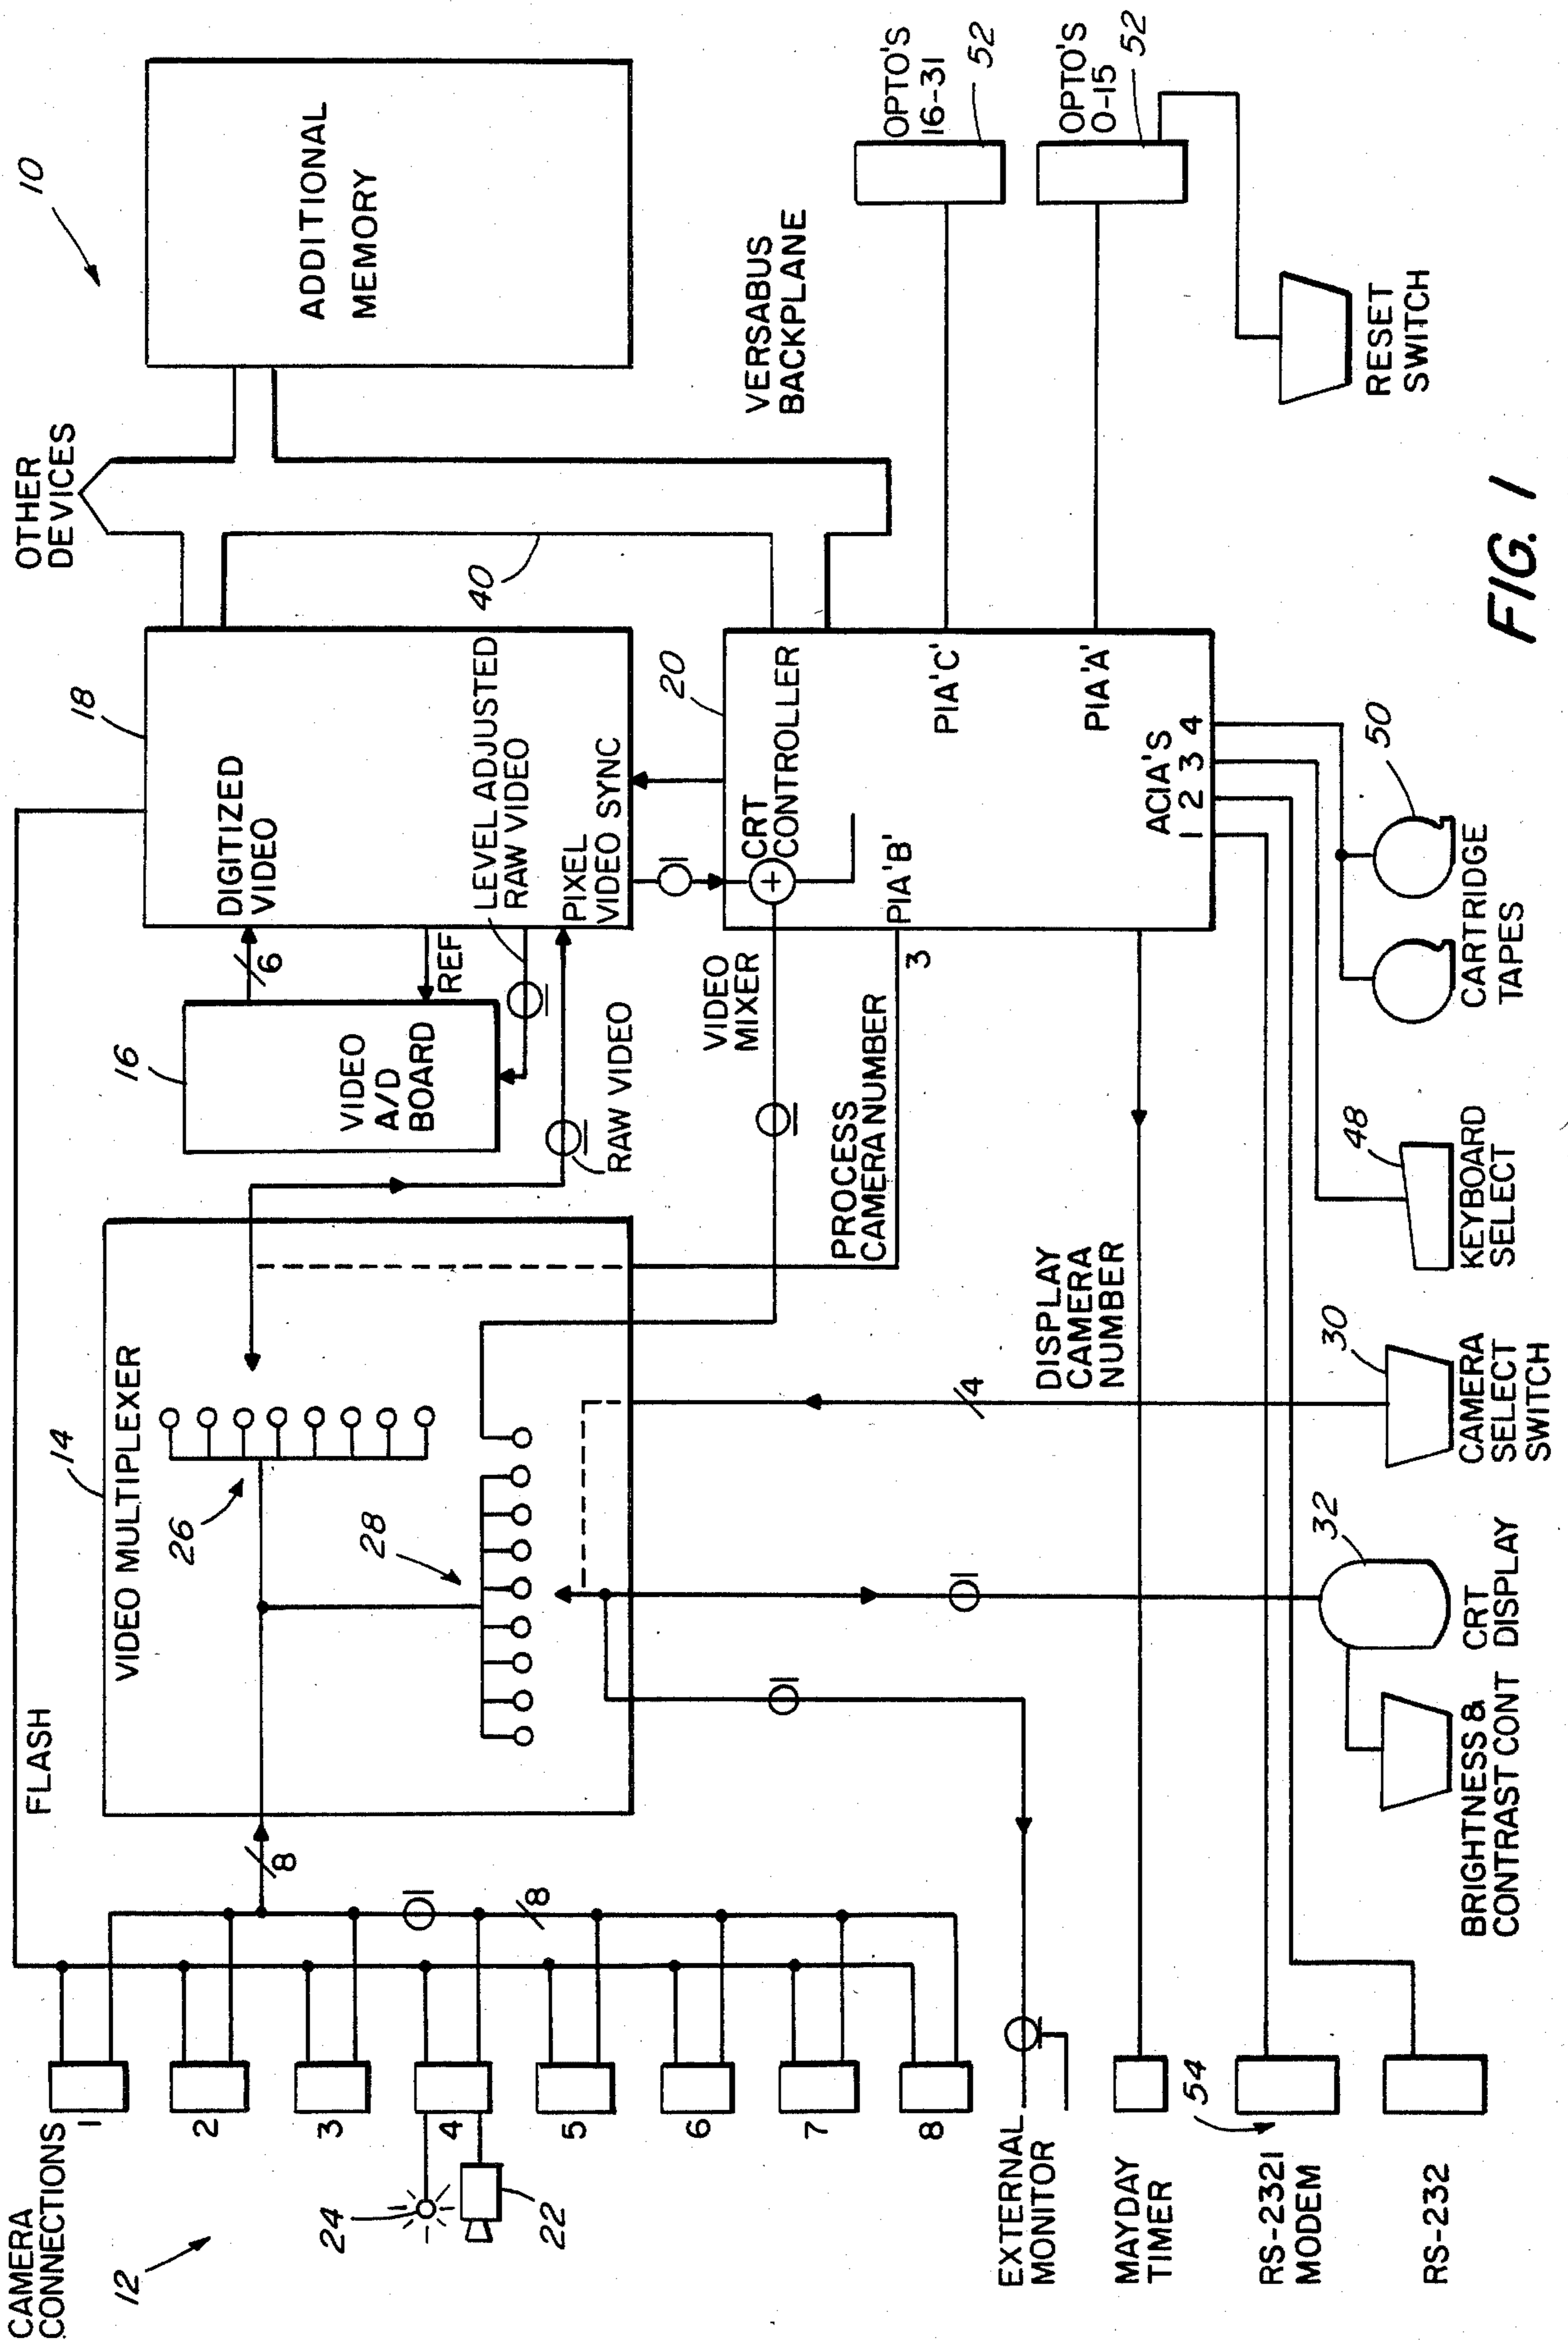 10
OTHER
DEVICES
ADDITIONAL
MEMORY
FLASH
18
DIGITIZED
VIDEO
LEVEL ADJUSTED
RAW VIDEO
PIXEL
VIDEO SYNC
40
VERSABUS
BACKPLANE
16
VIDEO
A/D
BOARD
6
REF
RAW VIDEO
14
VIDEO MULTIPLEXER
26
28
8
8
CAMERA
CONNECTIONS
12
1
2
3
4
5
6
7
8
24
22
20
CRT
CONTROLLER
+
PIA'B'
PIA'C'
PIA'A'
ACIA'S
1 2 3 4
VIDEO
MIXER
3
PROCESS
CAMERA NUMBER
OPTO'S
16-31
52
OPTO'S
0-15
52
RESET
SWITCH
DISPLAY
CAMERA
NUMBER
4
EXTERNAL
MONITOR
MAYDAY
TIMER
54
RS-2321
MODEM
RS-232
BRIGHTNESS &
CONTRAST CONT
32
CRT
DISPLAY
30
CAMERA
SELECT
SWITCH
48
KEYBOARD
SELECT
50
CARTRIDGE
TAPES
FIG. 1